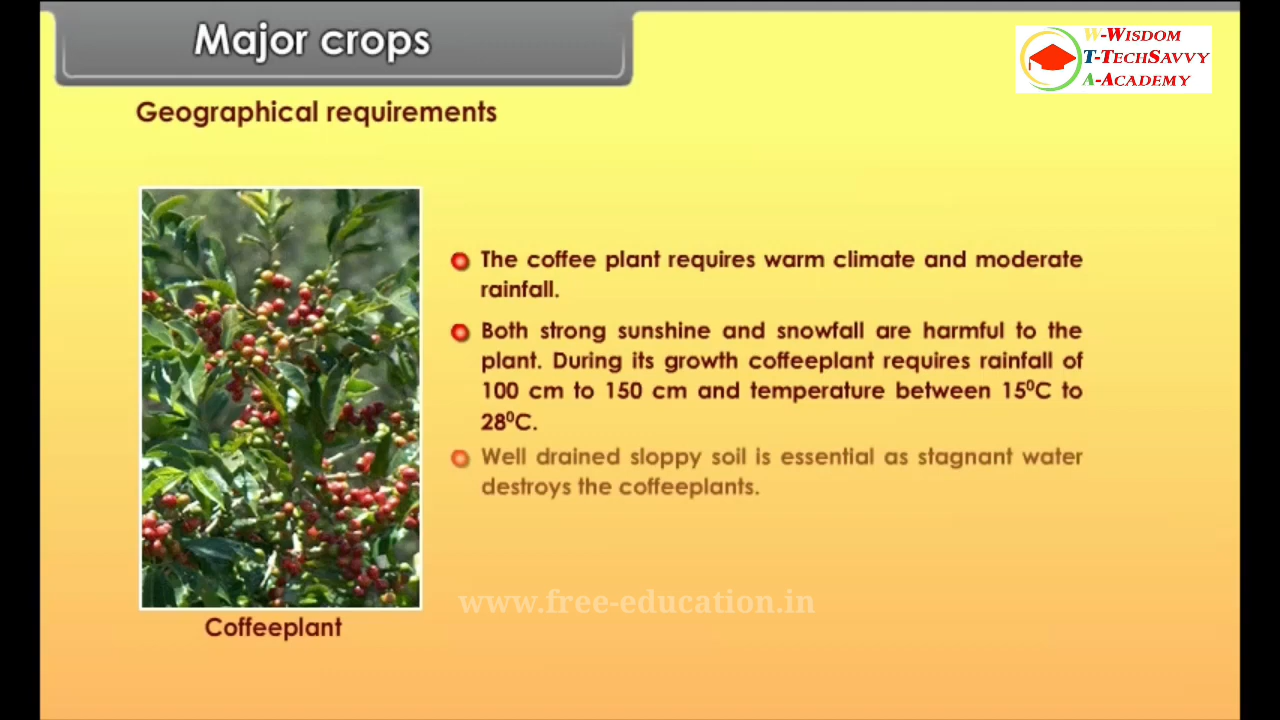 Major crops
W-Wisdom
T-TechSavvy
A-Academy
Geographical requirements
The coffee plant requires warm climate and moderate
rainfall.
Both strong sunshine and snowfall are harmful to the
plant. During its growth coffeeplant requires rainfall of
100 cm to 150 cm and temperature between 15⁰C to
28⁰C.
Well drained sloppy soil is essential as stagnant water
destroys the coffeeplants.
www.free-education.in
Coffeeplant